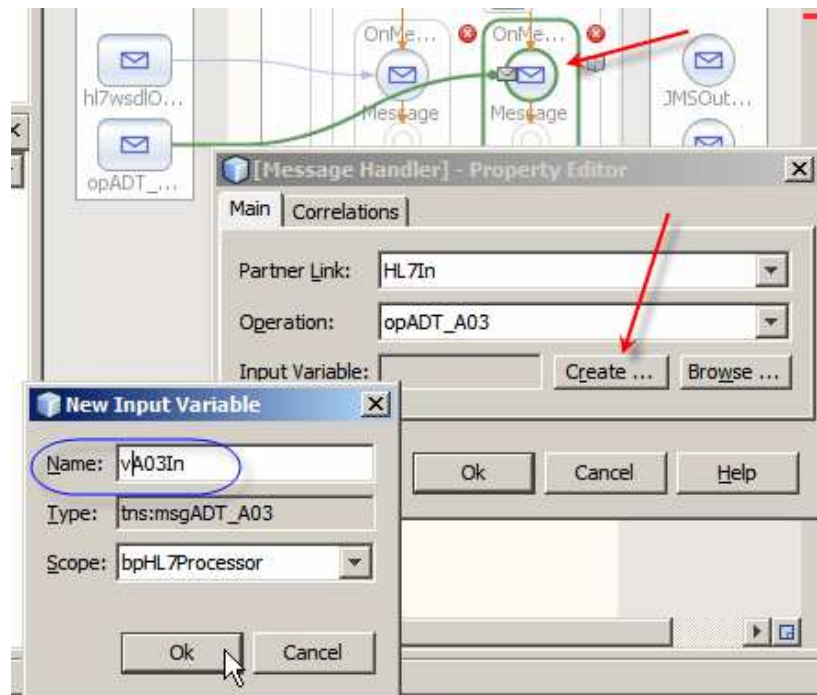 OnMe...
OnMe...
hl7wsdlO...
Message
Message
JMSOut...
opADT_...
[Message Handler] - Property Editor
Main
Correlations
Partner Link: HL7In
Operation: opADT_A03
Input Variable:
Create ...
Browse ...
New Input Variable
Name: vA03In
Type: tns:msgADT_A03
Scope: bpHL7Processor
Ok
Cancel
Help
Ok
Cancel